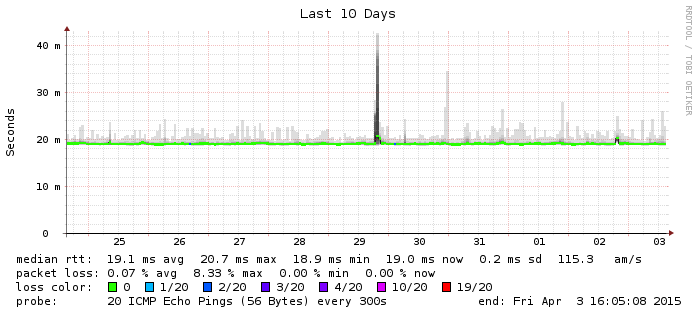 Last 10 Days
RRDTOOL / TOBI OETIKER
Seconds
40 m
30 m
20 m
10 m
0
25 26 27 28 29 30 31 01 02 03
median rtt: 19.1 ms avg 20.7 ms max 18.9 ms min 19.0 ms now 0.2 ms sd 115.3 am/s
packet loss: 0.07 % avg 8.33 % max 0.00 % min 0.00 % now
loss color: 0 1/20 2/20 3/20 4/20 10/20 19/20
probe: 20 ICMP Echo Pings (56 Bytes) every 300s end: Fri Apr 3 16:05:08 2015